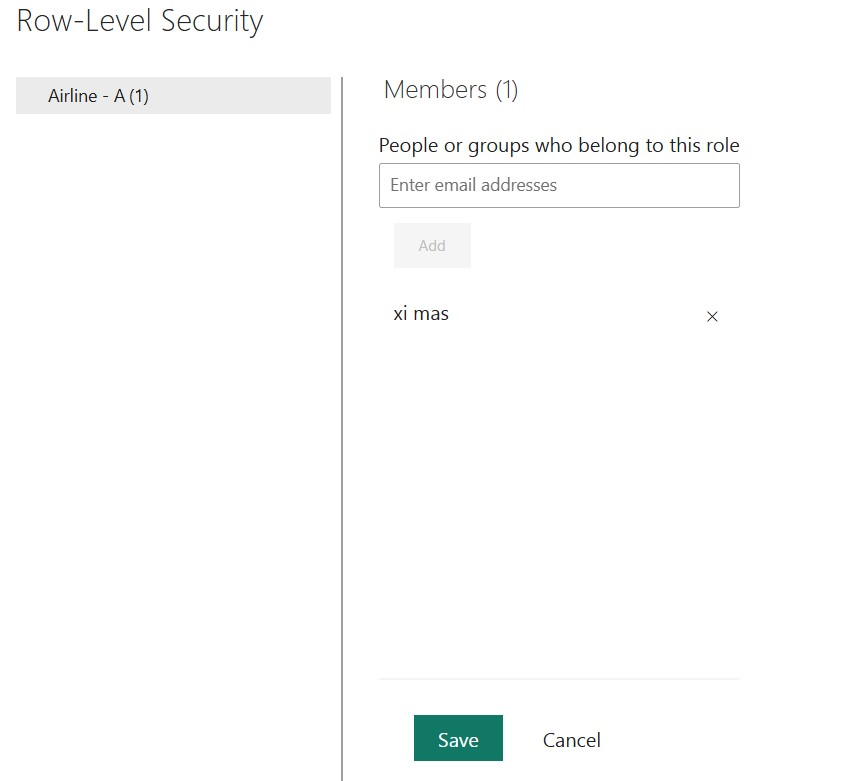 Row-Level Security
Airline - A (1)
Members (1)
People or groups who belong to this role
Enter email addresses
Add
xi mas
Save
Cancel